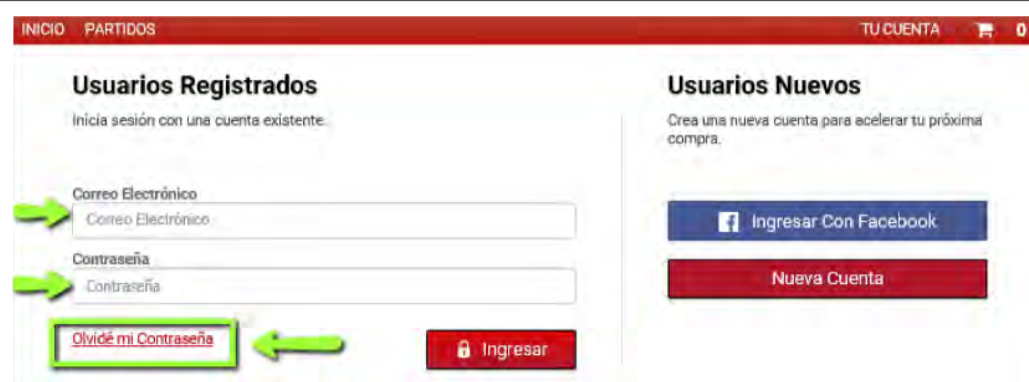 INICIO PARTIDOS TU CUENTA 0
Usuarios Registrados
Inicia sesión con una cuenta existente.
Correo Electrónico
Correo Electrónico
Contraseña
Contraseña
Olvidé mi Contraseña
Ingresar
Usuarios Nuevos
Crea una nueva cuenta para acelerar tu próxima
compra.
Ingresar Con Facebook
Nueva Cuenta